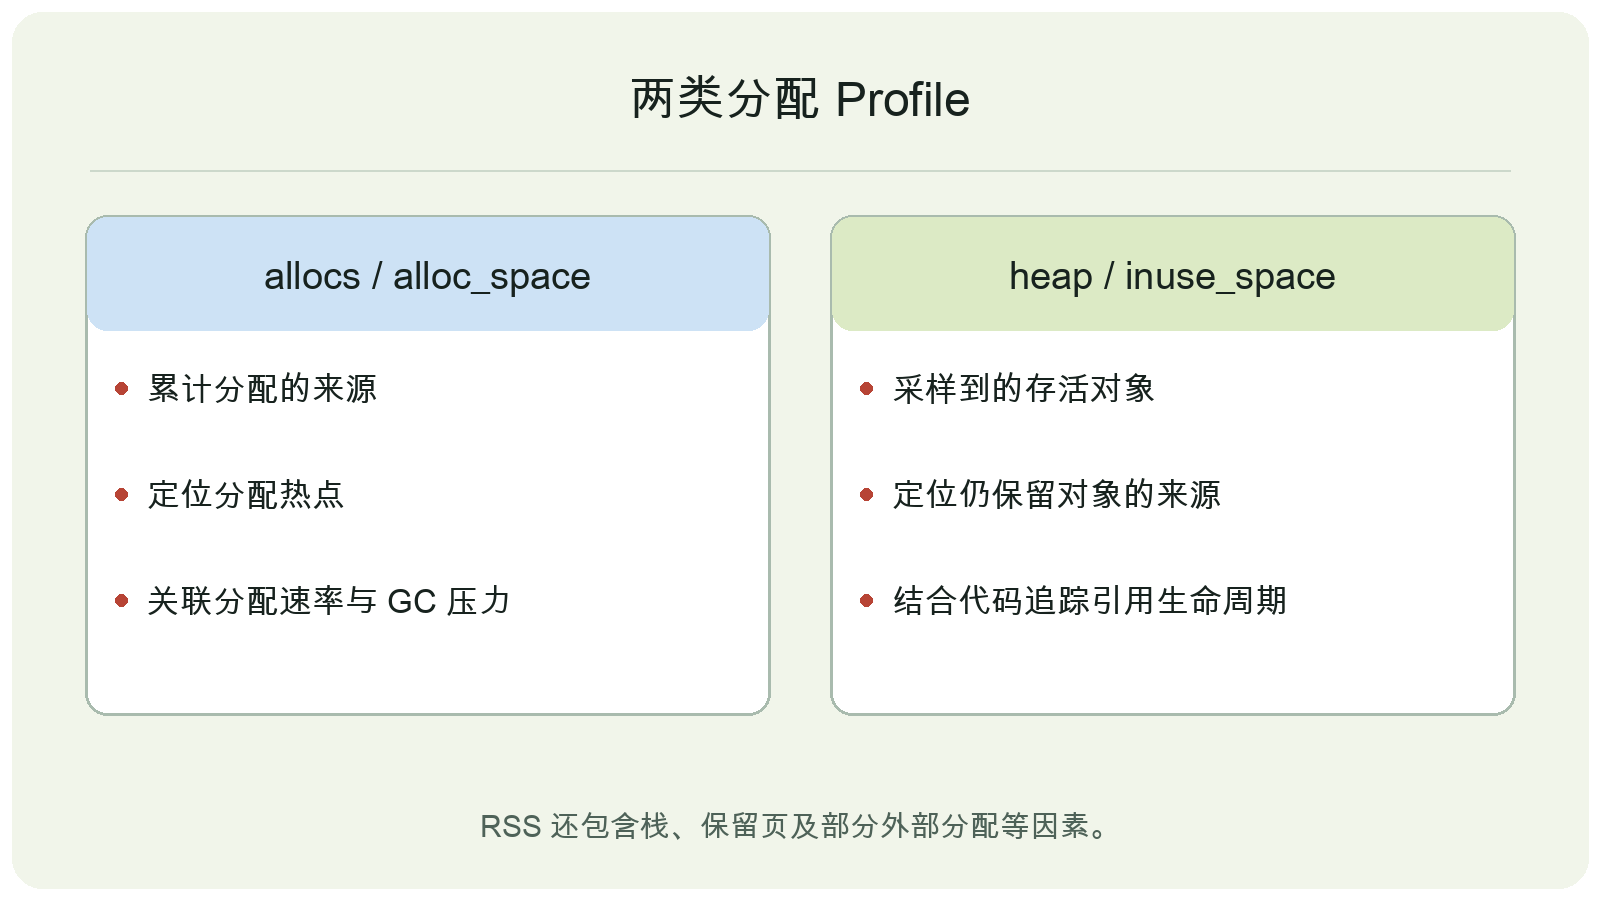 两类分配 Profile
allocs / alloc_space
累计分配的来源
定位分配热点
关联分配速率与 GC 压力
heap / inuse_space
采样到的存活对象
定位仍保留对象的来源
结合代码追踪引用生命周期
RSS 还包含栈、保留页及部分外部分配等因素。